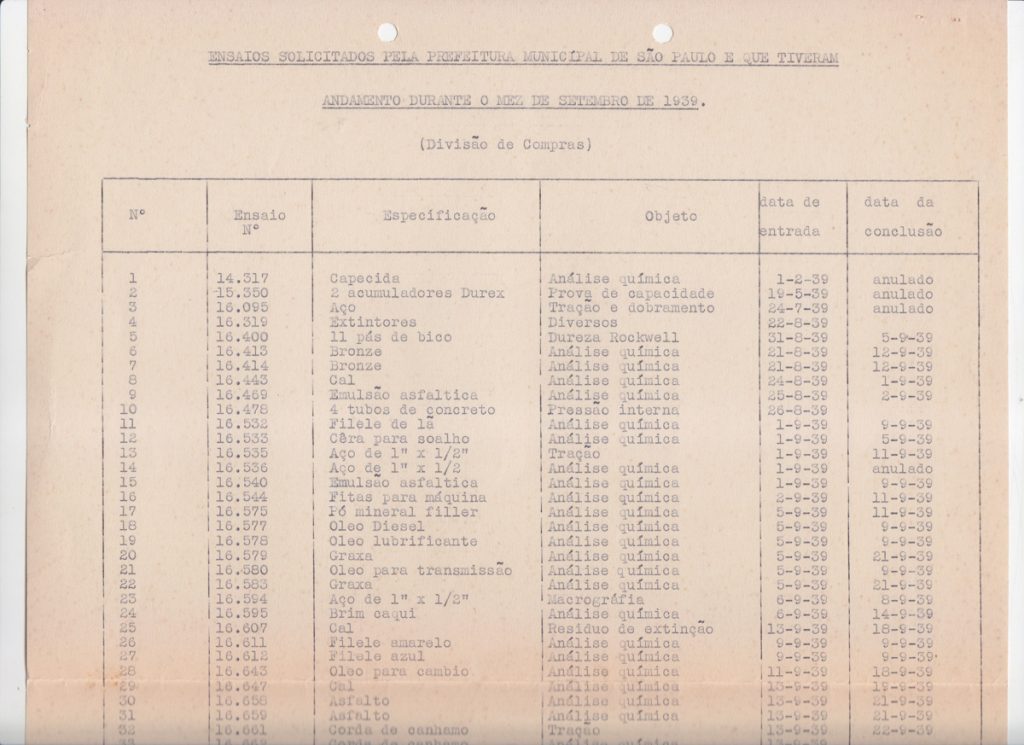 ENSAIOS SOLICITADOS PELA PREFEITURA MUNICIPAL DE SÃO PAULO E QUE TIVERAM
ANDAMENTO DURANTE O MEZ DE SETEMBRO DE 1939.
(Divisão de Compras)
Nº Ensaio Nº Especificação Objeto data de entrada data da conclusão
1 14.317 Capecida Análise química 1-2-39 anulado
2 15.350 2 acumuladores Durex Prova de capacidade 19-5-39 anulado
3 16.095 Aço Tração e dobramento 24-7-39 anulado
4 16.319 Extintores Diversos 22-8-39
5 16.400 11 pás de bico Dureza Rockwell 31-8-39 5-9-39
6 16.413 Bronze Análise química 21-8-39 12-9-39
7 16.414 Bronze Análise química 21-8-39 12-9-39
8 16.443 Cal Análise química 24-8-39 1-9-39
9 16.469 Emulsão asfaltica Análise química 25-8-39 2-9-39
10 16.478 4 tubos de concreto Pressão interna 26-8-39
11 16.532 Filele de lã Análise química 1-9-39 9-9-39
12 16.533 Cêra para soalho Análise química 1-9-39 5-9-39
13 16.535 Aço de 1" x 1/2" Tração 1-9-39 11-9-39
14 16.536 Aço de 1" x 1/2 Análise química 1-9-39 anulado
15 16.540 Emulsão asfaltica Análise química 1-9-39 9-9-39
16 16.544 Fitas para máquina Análise química 2-9-39 11-9-39
17 16.575 Pó mineral filler Análise química 5-9-39 11-9-39
18 16.577 Oleo Diesel Análise química 5-9-39 9-9-39
19 16.578 Oleo lubrificante Análise química 5-9-39 9-9-39
20 16.579 Graxa Análise química 5-9-39 21-9-39
21 16.580 Oleo para transmissão Análise química 5-9-39 9-9-39
22 16.583 Graxa Análise química 5-9-39 21-9-39
23 16.594 Aço de 1" x 1/2" Macrográfia 6-9-39 8-9-39
24 16.595 Brim caqui Análise química 6-9-39 14-9-39
25 16.607 Cal Residuo de extinção 13-9-39 18-9-39
26 16.611 Filele amarelo Análise química 9-9-39 9-9-39
27 16.612 Filele azul Análise química 9-9-39 9-9-39
28 16.643 Oleo para cambio Análise química 11-9-39 18-9-39
29 16.647 Cal Análise química 13-9-39 19-9-39
30 16.658 Asfalto Análise química 13-9-39 21-9-39
31 16.659 Asfalto Análise química 13-9-39 21-9-39
32 16.661 Corda de canhamo Tração 13-9-39 22-9-39